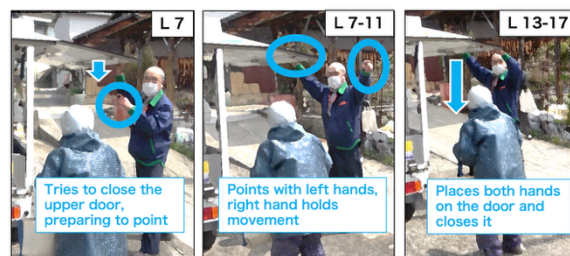 L 7
Tries to close the
upper door,
preparing to point
L 7-11
Points with left hands,
right hand holds
movement
L 13-17
Places both hands
on the door and
closes it